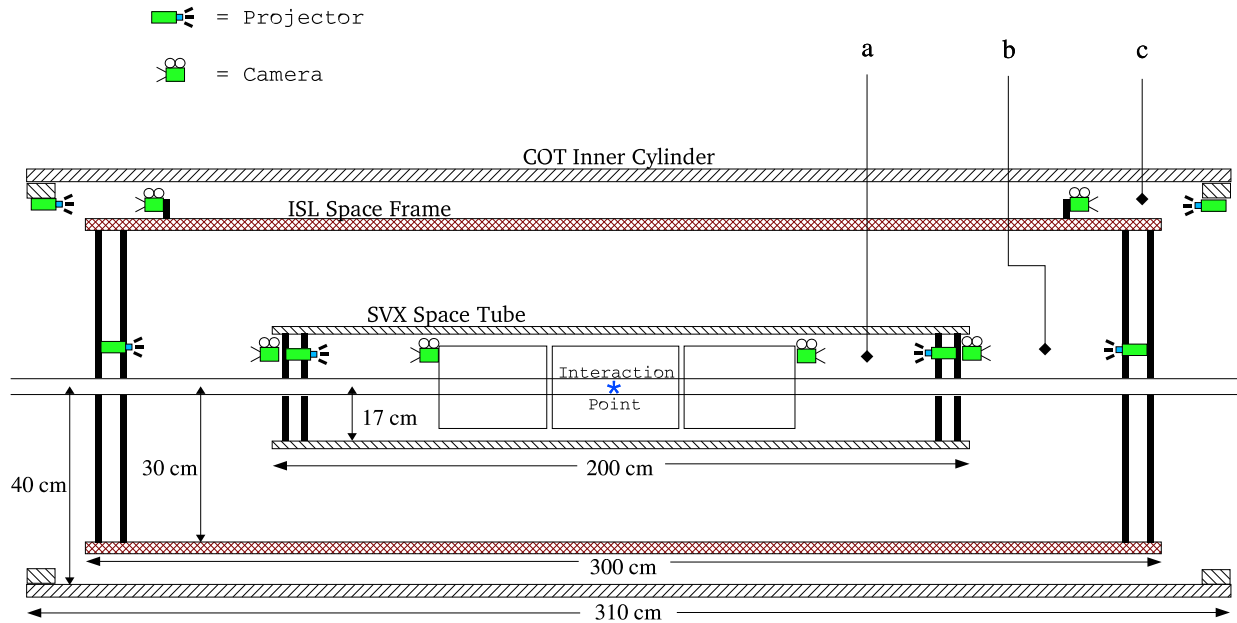 = Projector
= Camera
a
b
c
COT Inner Cylinder
ISL Space Frame
SVX Space Tube
Interaction
*
Point
17 cm
200 cm
30 cm
40 cm
300 cm
310 cm